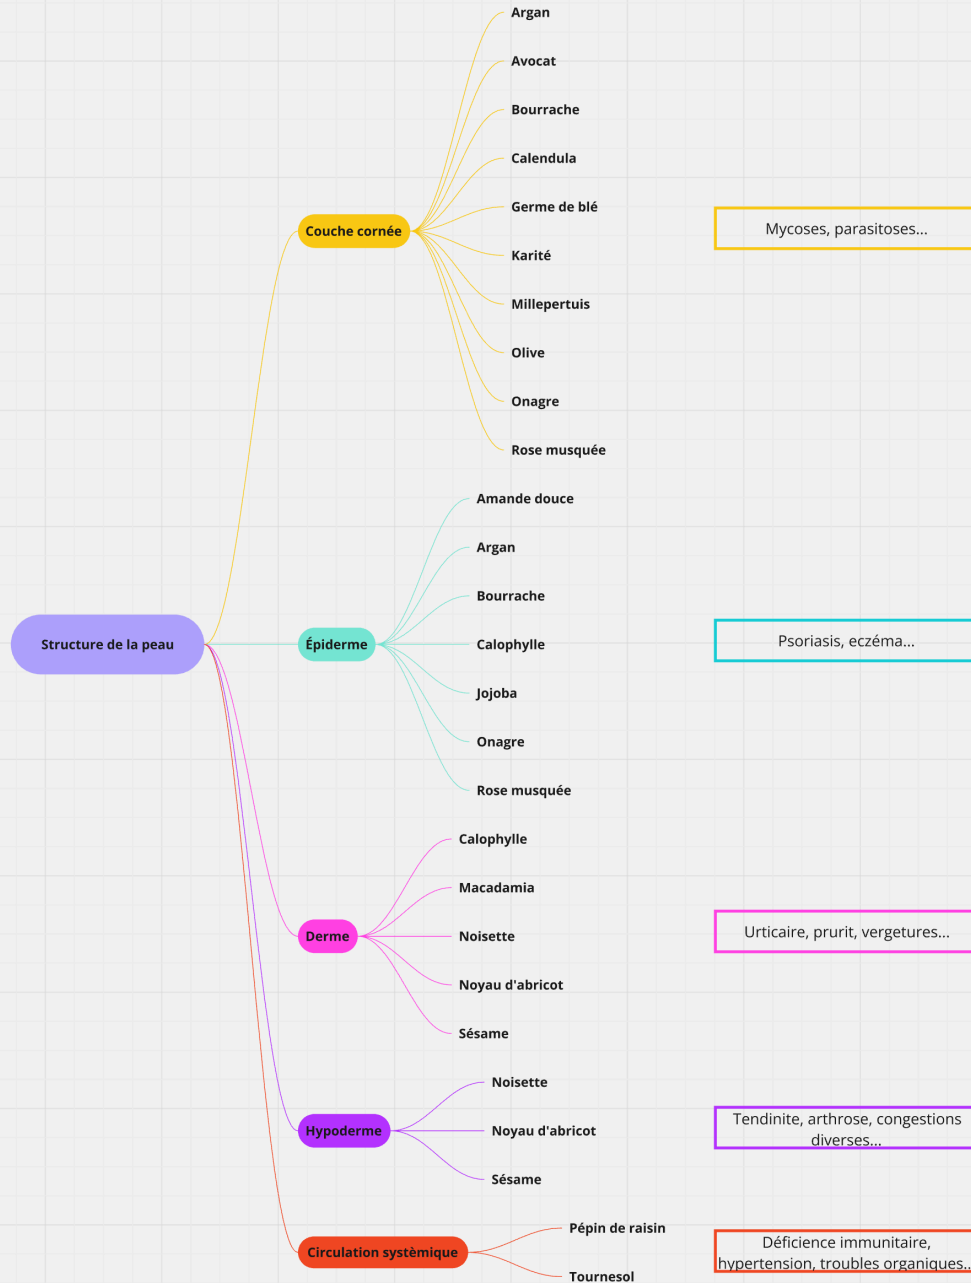 Argan
Avocat
Bourrache
Calendula
Germe de blé
Karité
Millepertuis
Olive
Onagre
Rose musquée
Couche cornée
Mycoses, parasitoses...
Amande douce
Argan
Bourrache
Calophylle
Jojoba
Onagre
Rose musquée
Structure de la peau
Épiderme
Psoriasis, eczéma...
Calophylle
Macadamia
Noisette
Noyau d'abricot
Sésame
Derme
Urticaire, prurit, vergetures...
Noisette
Noyau d'abricot
Sésame
Hypoderme
Tendinite, arthrose, congestions
diverses...
Pépin de raisin
Tournesol
Circulation systèmique
Déficience immunitaire,
hypertension, troubles organiques...